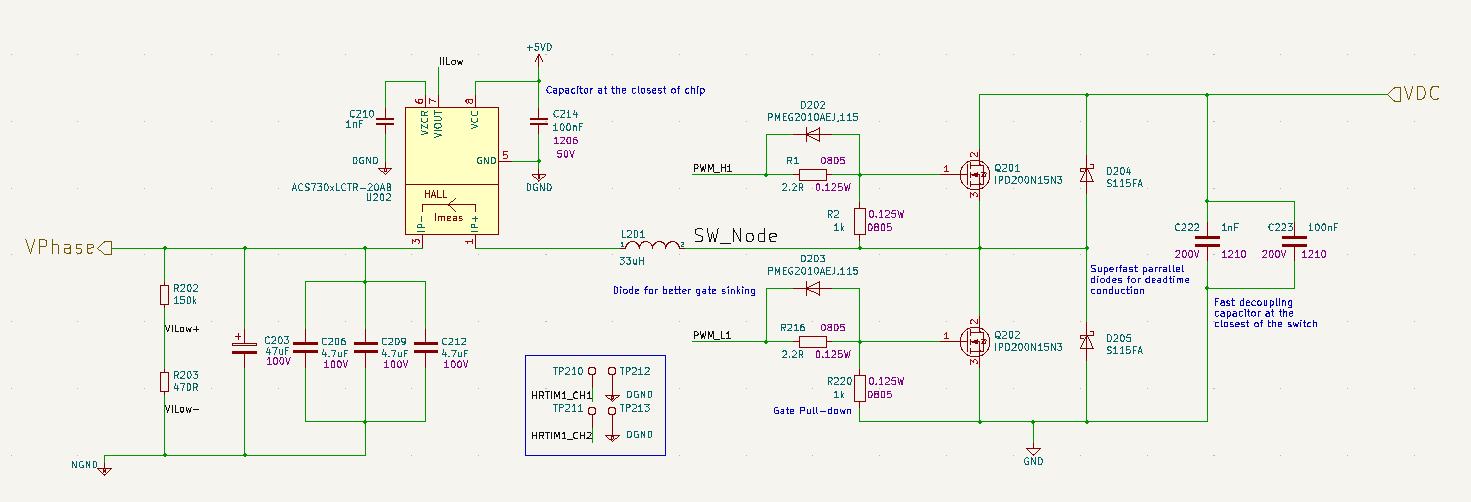 +5VD
IILow
Capacitor at the closest of chip
C210
1nF
DGND
6
7
8
VZCR
VIOUT
VCC
GND
5
C214
100nF
1206
50V
DGND
ACS730xLCTR-20AB
U202
HALL
Imeas
IP-
IP+
3
1
VPhase
L201
1
2
33uH
SW_Node
R202
150k
VILow+
R203
470R
VILow-
C203
47uF
100V
C206
4.7uF
100V
C209
4.7uF
100V
C212
4.7uF
100V
NGND
TP210
TP212
HRTIM1_CH1
DGND
TP211
TP213
HRTIM1_CH2
DGND
D202
PMEG2010AEJ,115
PWM_H1
R1
0805
2.2R
0.125W
R2
0.125W
1k
0805
1
2
3
Q201
IPD200N15N3
D204
S115FA
VDC
Diode for better gate sinking
D203
PMEG2010AEJ,115
PWM_L1
R216
0805
2.2R
0.125W
R220
0.125W
1k
0805
Gate Pull-down
1
2
3
Q202
IPD200N15N3
D205
S115FA
Superfast parrallel
diodes for deadtime
conduction
C222
1nF
200V
1210
C223
100nF
200V
1210
Fast decoupling
capacitor at the
closest of the switch
GND